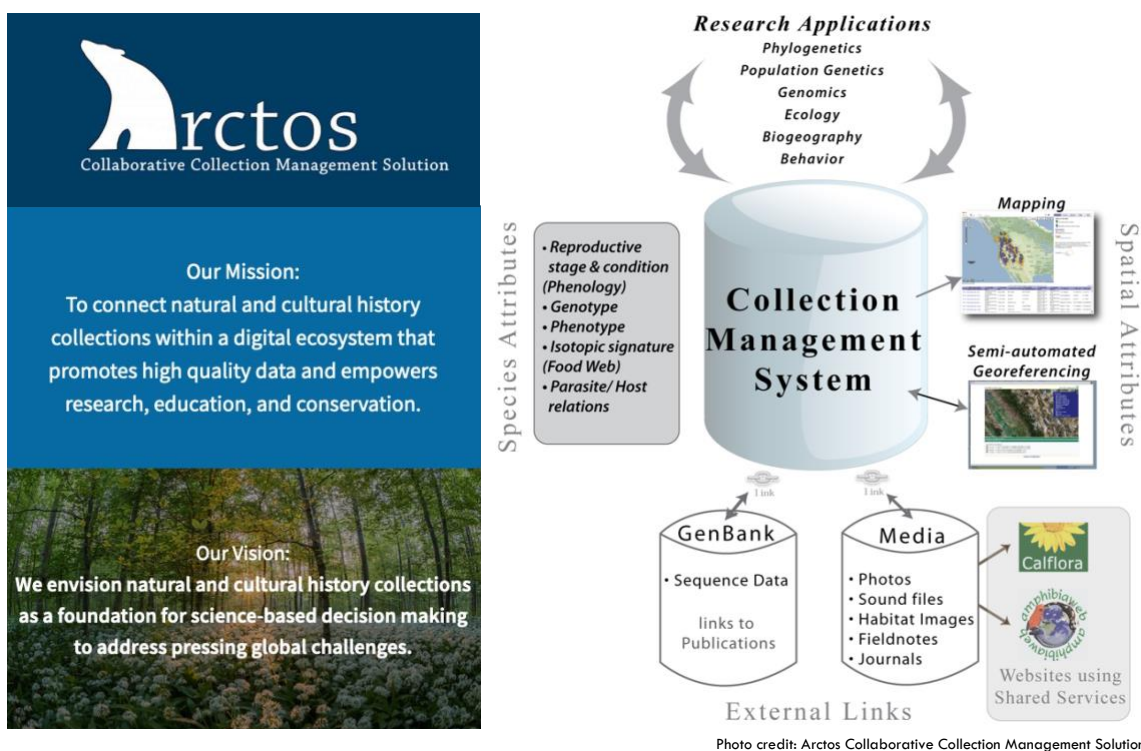 Arctos
Collaborative Collection Management Solution
Our Mission:
To connect natural and cultural history
collections within a digital ecosystem that
promotes high quality data and empowers
research, education, and conservation.
Our Vision:
We envision natural and cultural history collections
as a foundation for science-based decision making
to address pressing global challenges.
Research Applications
Phylogenetics
Population Genetics
Genomics
Ecology
Biogeography
Behavior
Species Attributes
• Reproductive
stage & condition
(Phenology)
• Genotype
• Phenotype
• Isotopic signature
(Food Web)
• Parasite/ Host
relations
Collection
Management
System
Mapping
Semi-automated
Georeferencing
Spatial Attributes
link
link
GenBank
• Sequence Data
links to
Publications
Media
• Photos
• Sound files
• Habitat Images
• Fieldnotes
• Journals
Calflora
amphibiaweb
amphibiaweb
Websites using
Shared Services
External Links
Photo credit: Arctos Collaborative Collection Management Solution